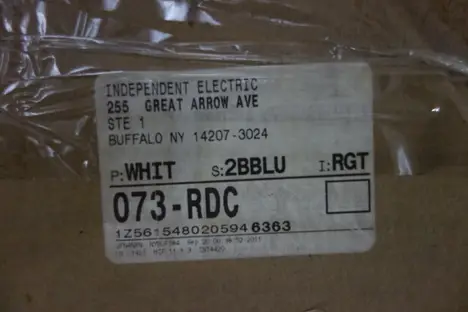 INDEPENDENT ELECTRIC
255 GREAT ARROW AVE
STE 1
BUFFALO NY 14207-3024
P:WHIT S:2BBLU I:RGT
073-RDC
1Z5615480205946363